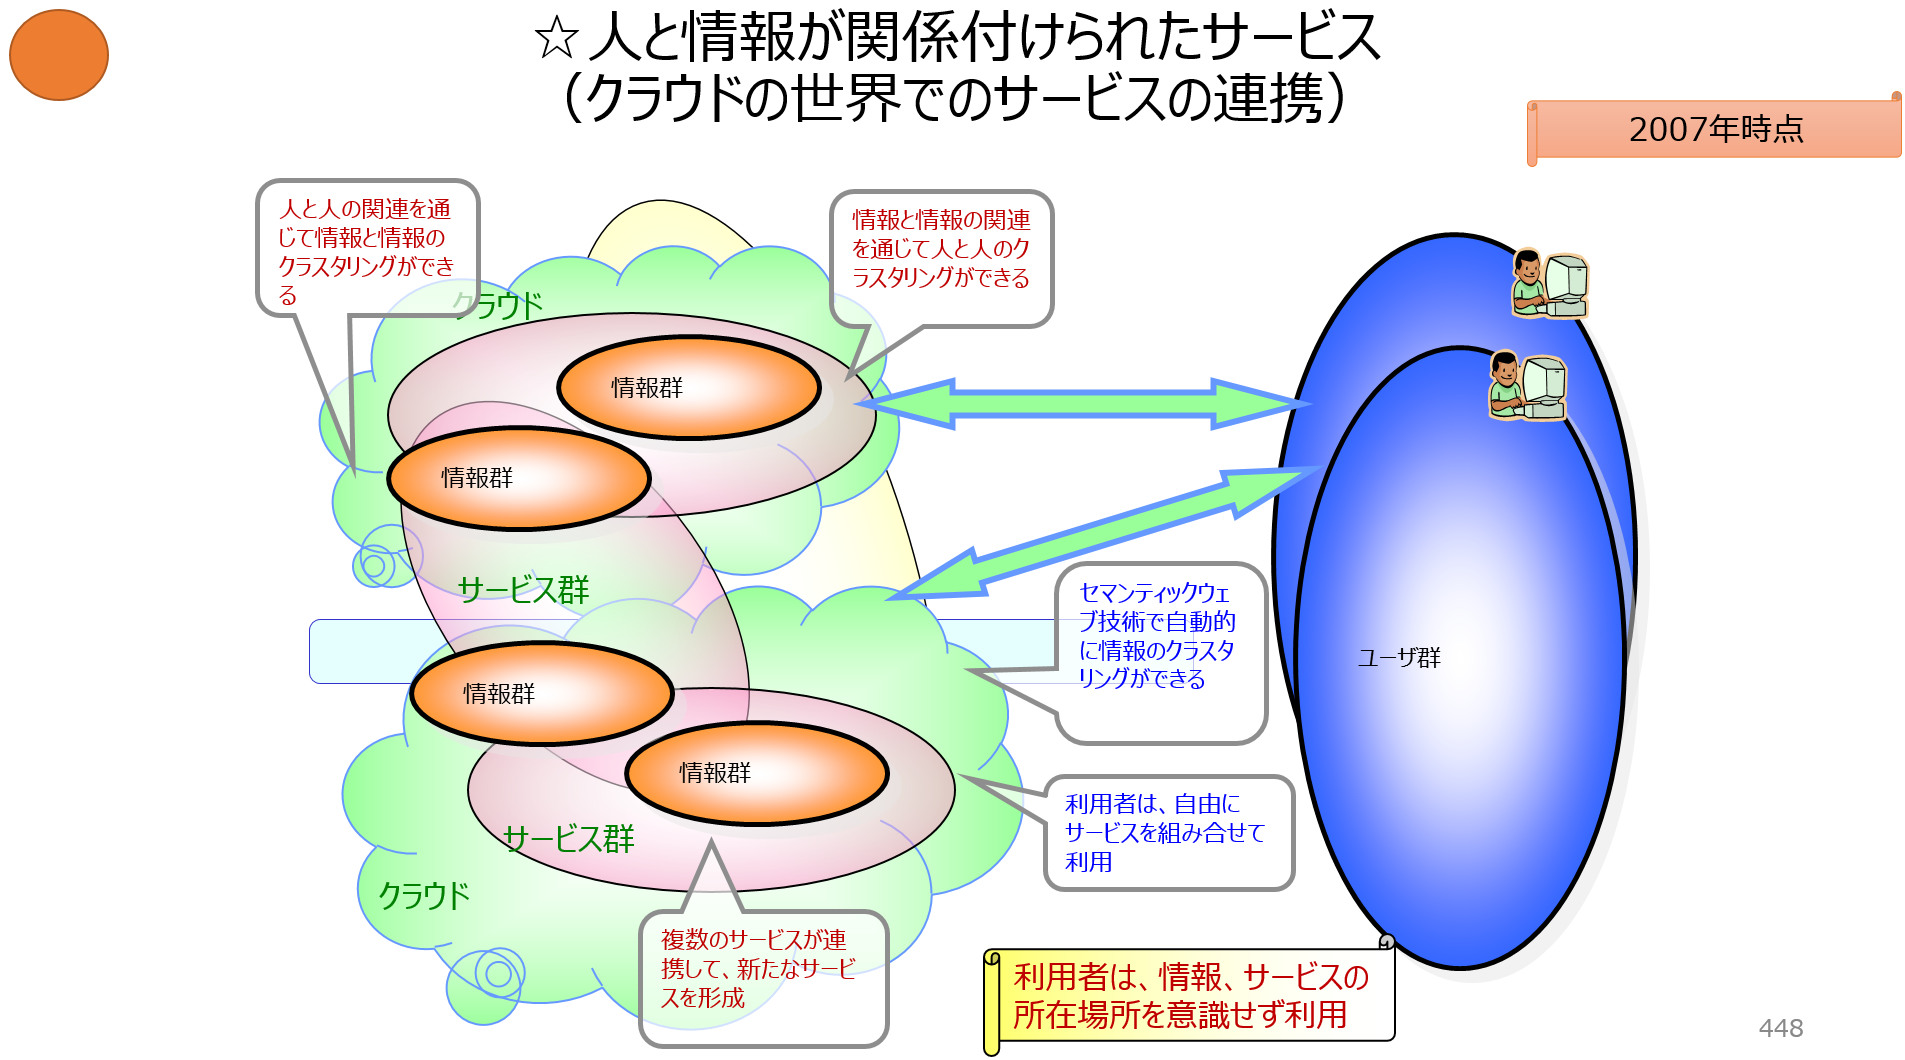 ☆人と情報が関係付けられたサービス
（クラウドの世界でのサービスの連携）
2007年時点
人と人の関連を通
じて情報と情報の
クラスタリングができ
る
情報と情報の関連
を通じて人と人のク
ラスタリングができる
クラウド
情報群
情報群
サービス群
セマンティックウェ
ブ技術で自動的
に情報のクラスタ
リングができる
ユーザ群
情報群
情報群
利用者は、自由に
サービスを組み合せて
利用
サービス群
クラウド
複数のサービスが連
携して、新たなサービ
スを形成
利用者は、情報、サービスの
所在場所を意識せず利用
448